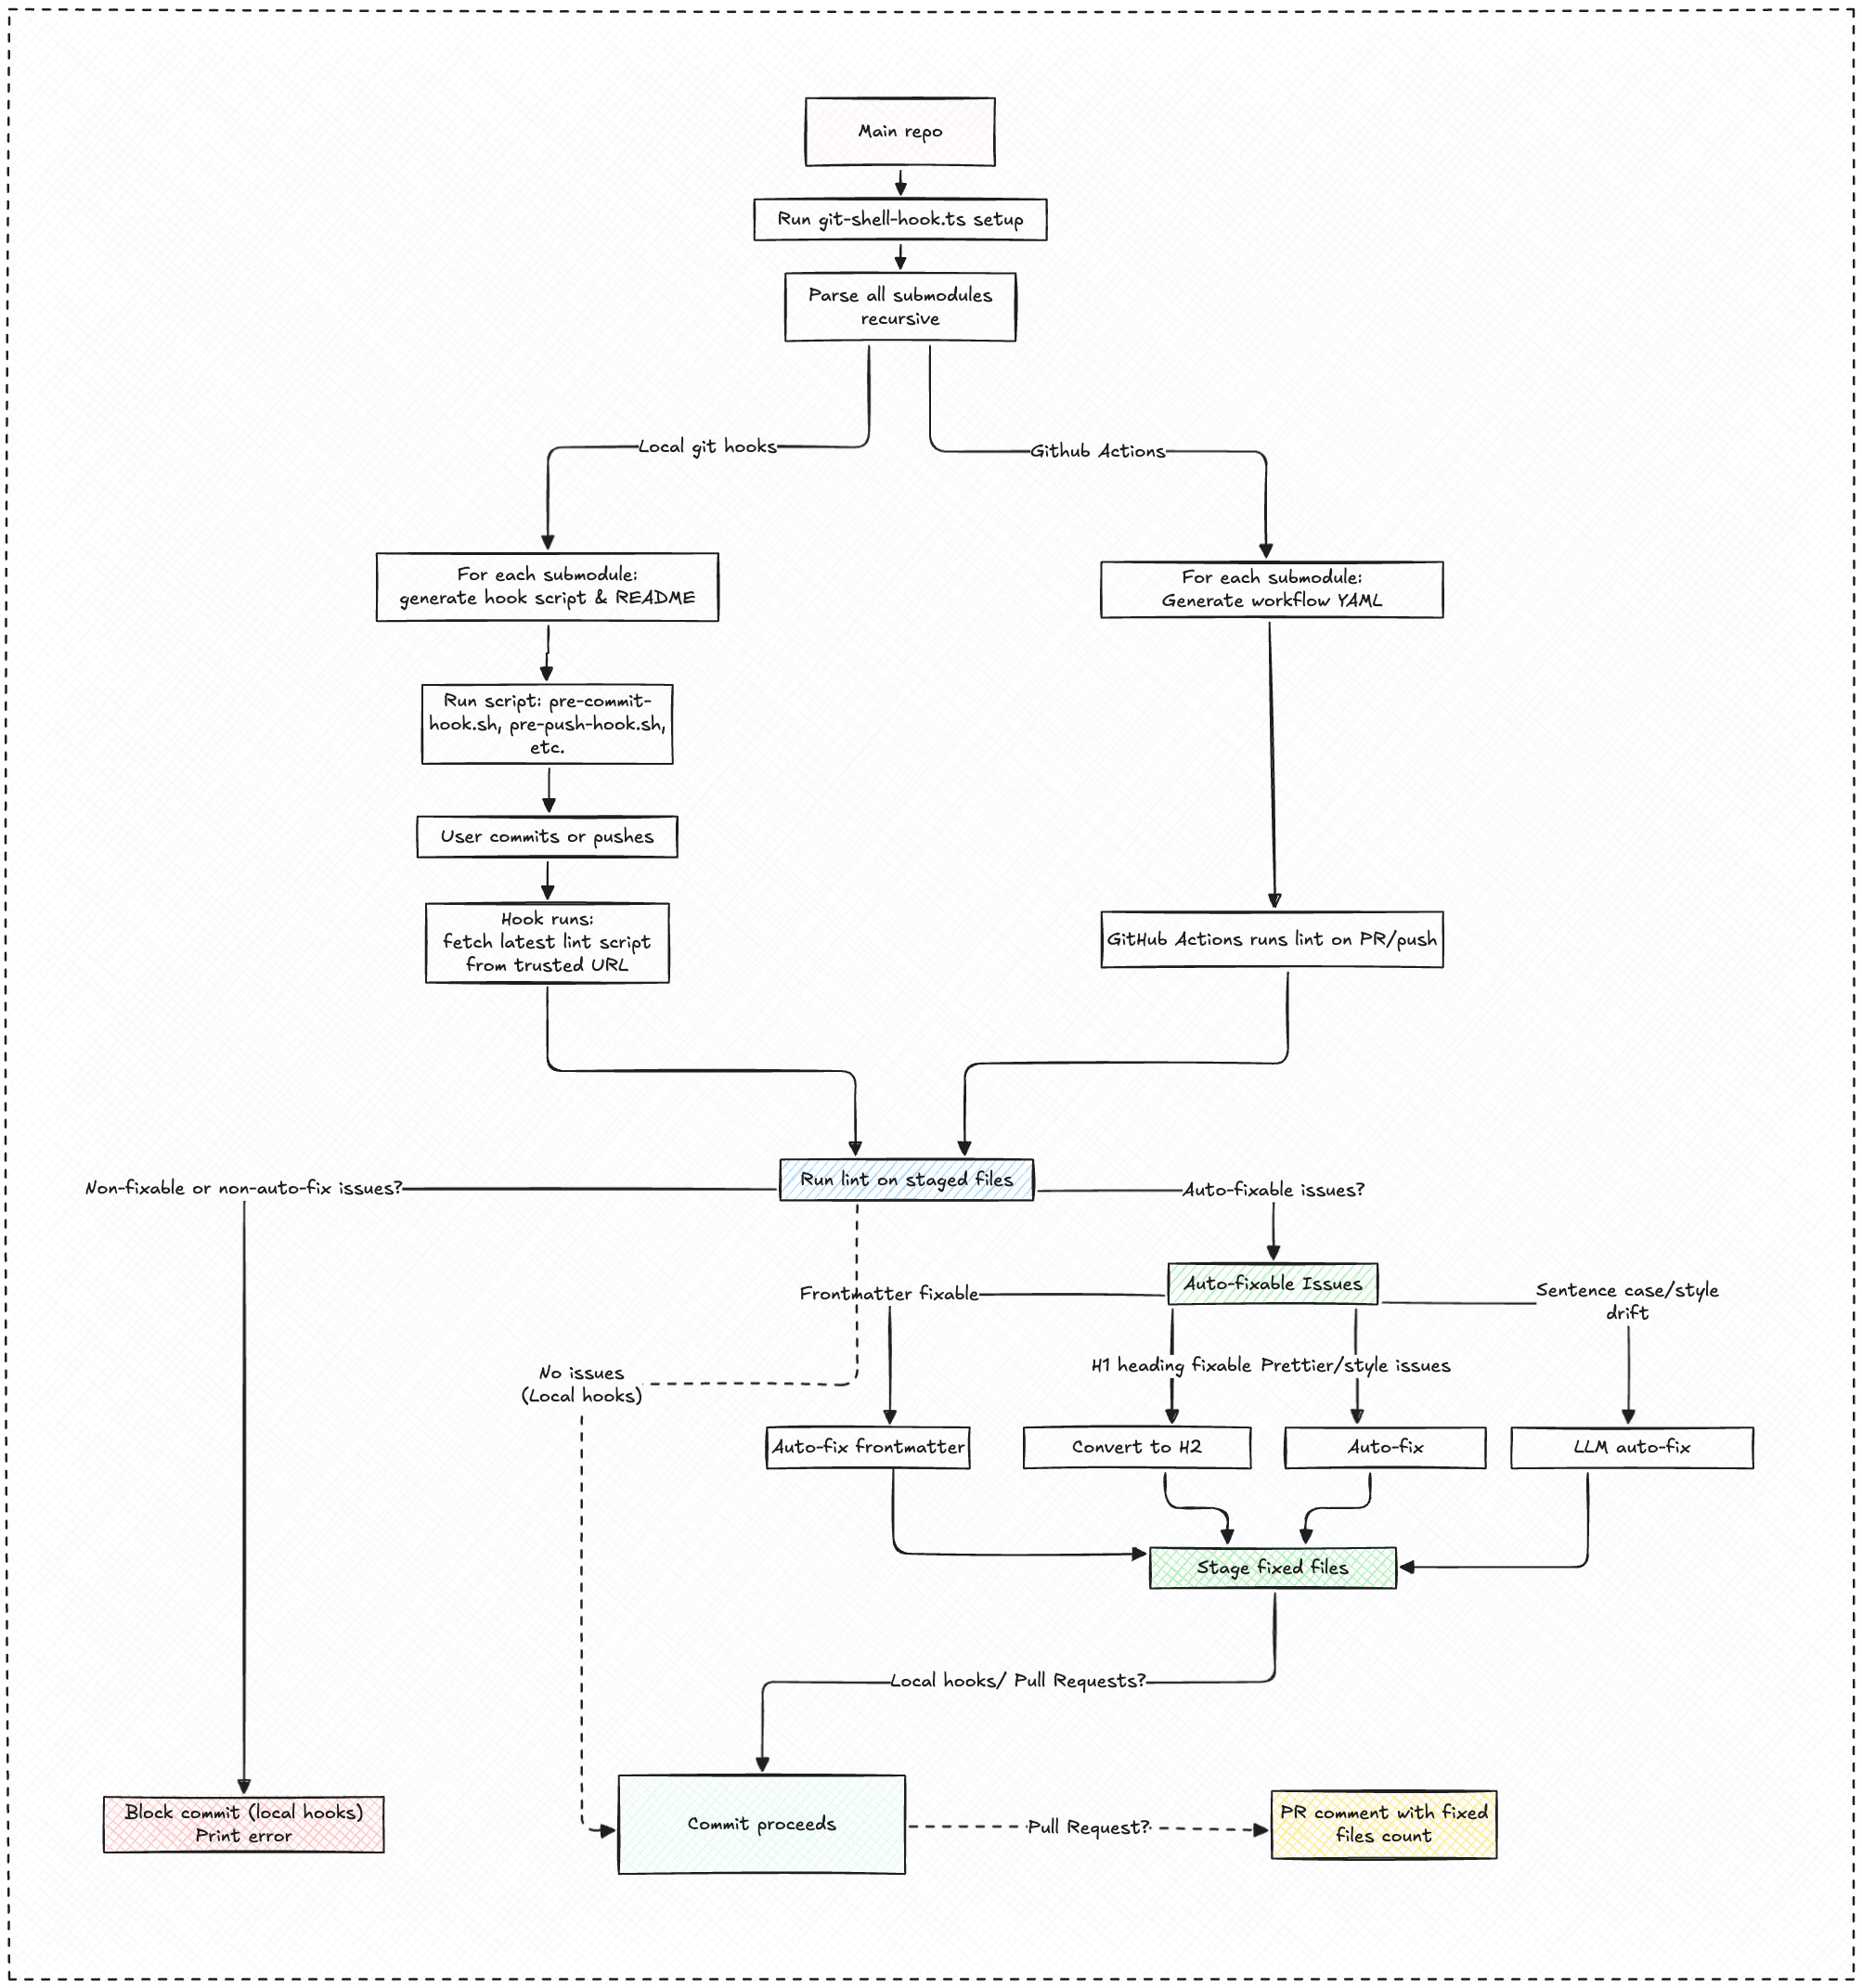 Main repo
Run git-shell-hook.ts setup
Parse all submodules
recursive
Local git hooks
Github Actions
For each submodule:
generate hook script & README
For each submodule:
Generate workflow YAML
Run script: pre-commit-
hook.sh, pre-push-hook.sh,
etc.
User commits or pushes
Hook runs:
fetch latest lint script
from trusted URL
GitHub Actions runs lint on PR/push
Run lint on staged files
Non-fixable or non-auto-fix issues?
Auto-fixable issues?
Auto-fixable Issues
Frontmatter fixable
Sentence case/style
drift
H1 heading fixable
Prettier/style issues
No issues
(Local hooks)
Auto-fix frontmatter
Convert to H2
Auto-fix
LLM auto-fix
Stage fixed files
Local hooks/ Pull Requests?
Block commit (local hooks)
Print error
Commit proceeds
Pull Request?
PR comment with fixed
files count